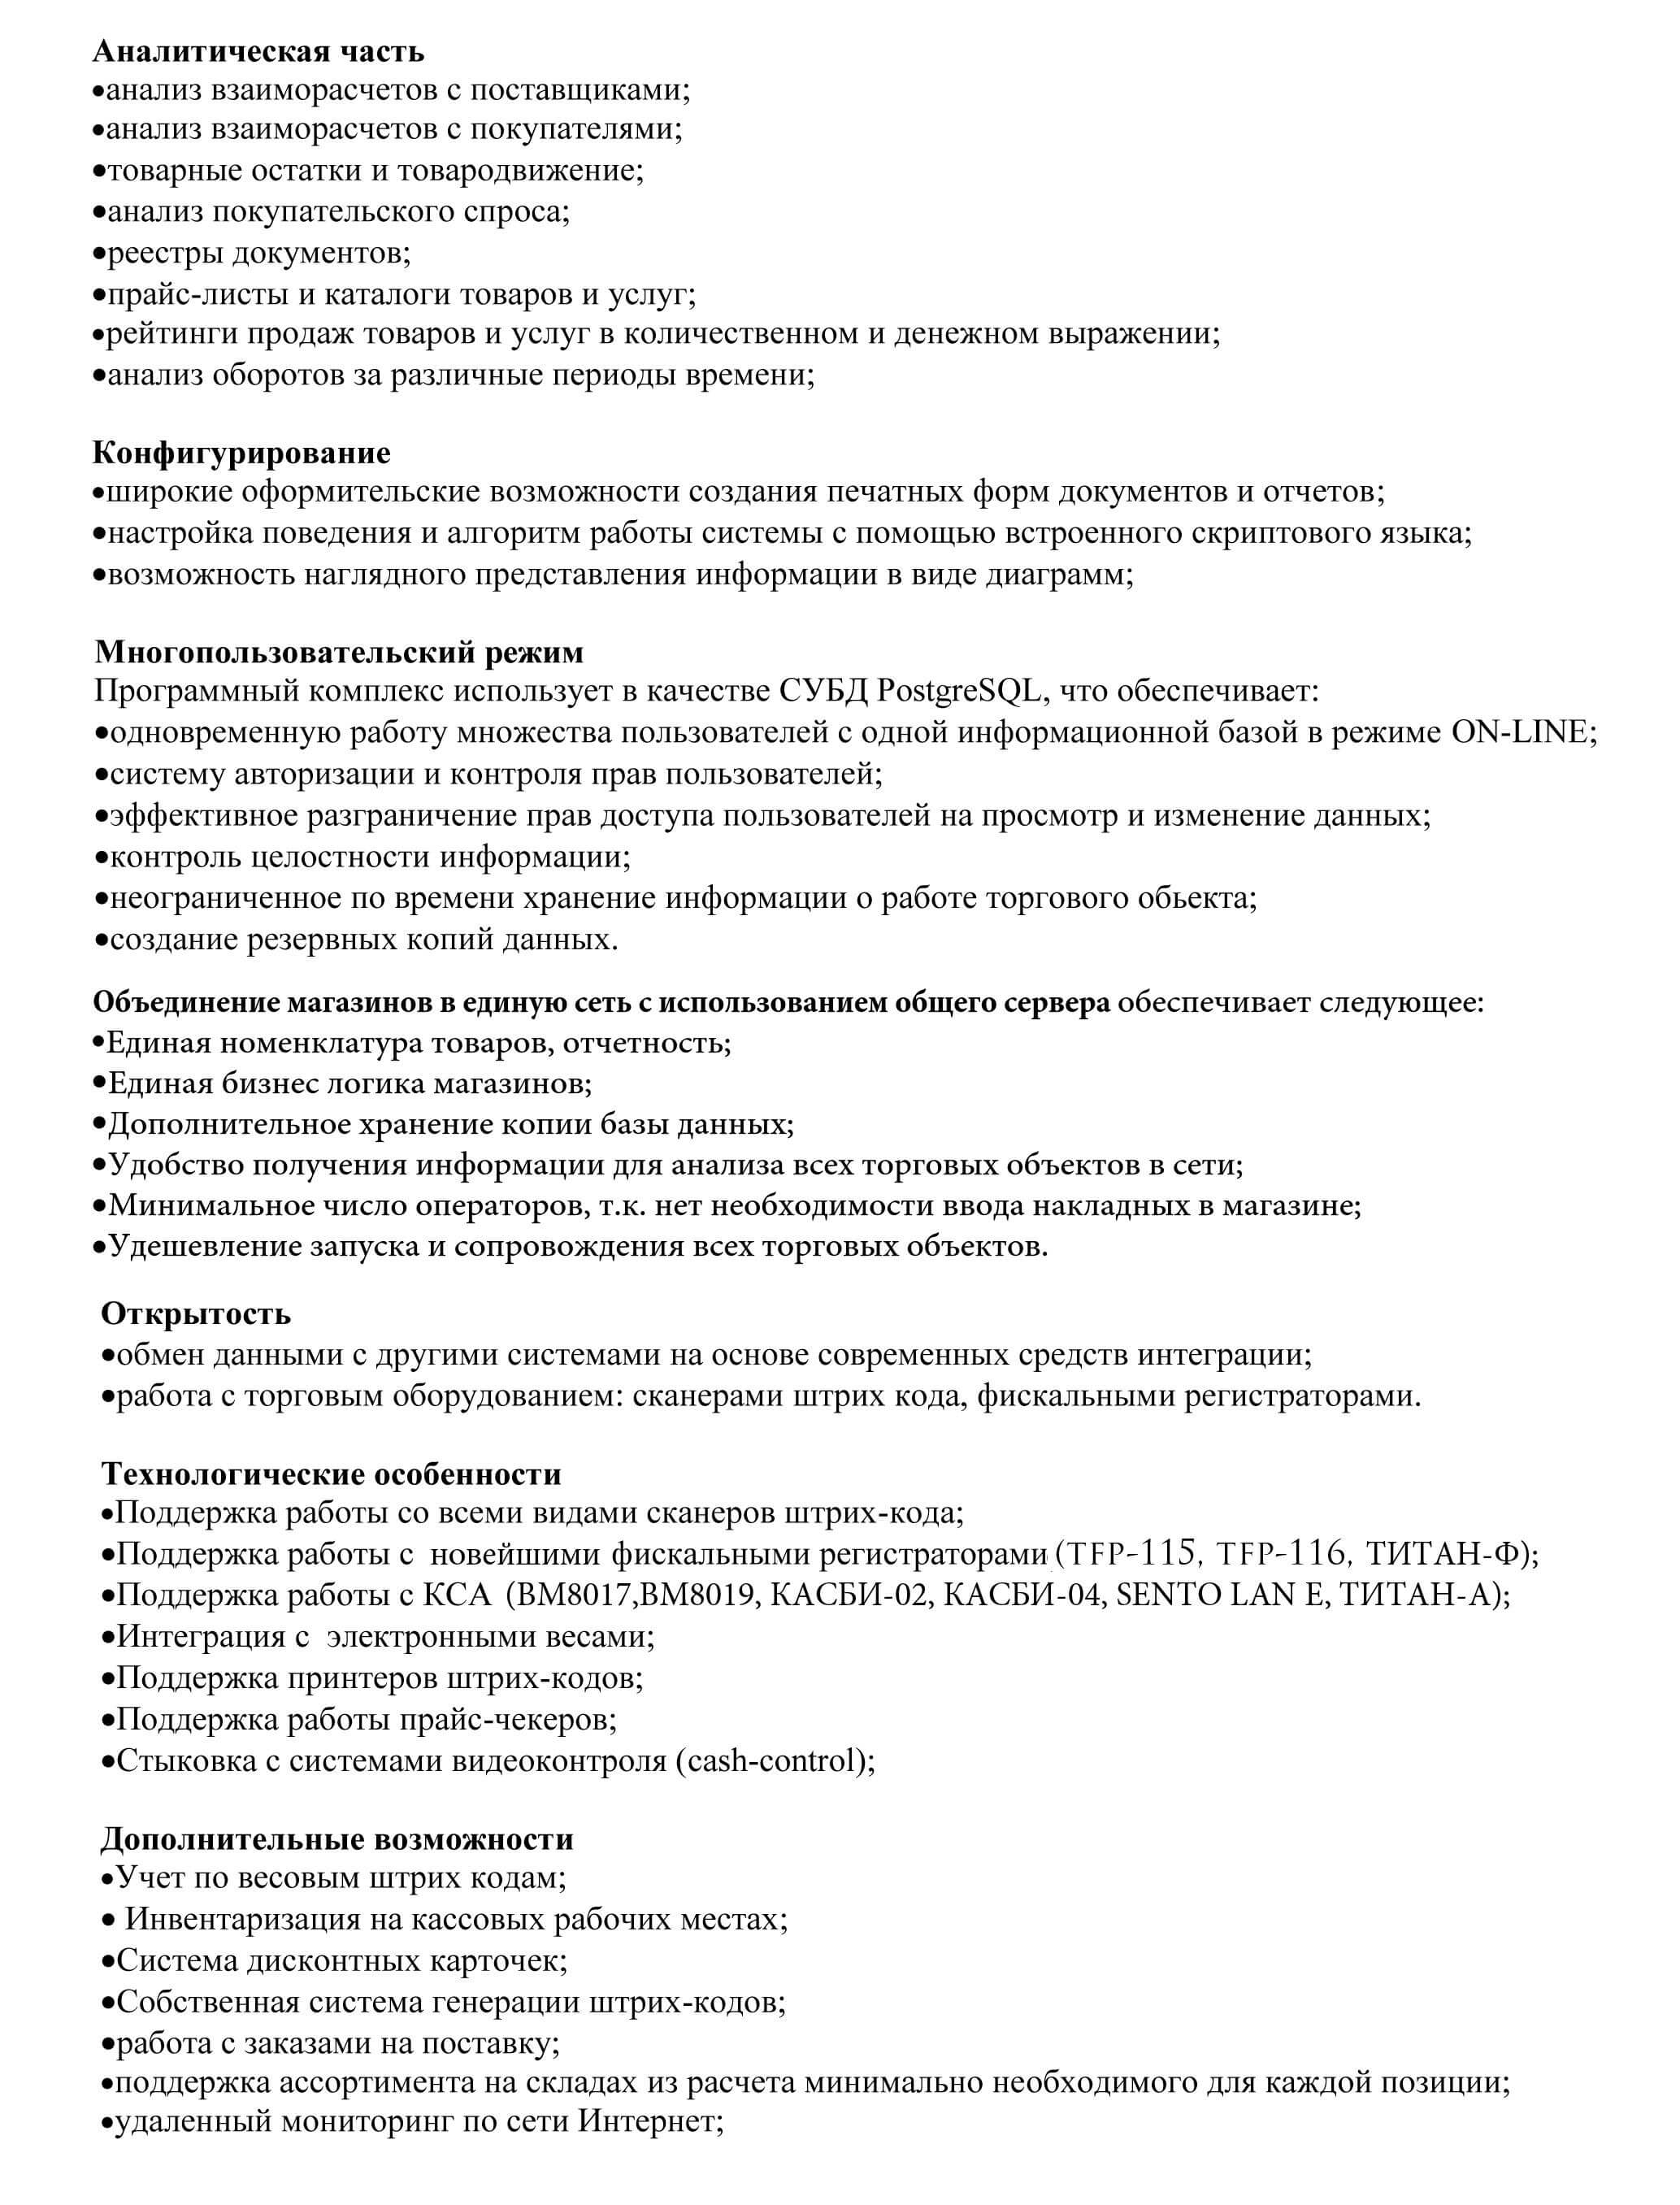 Аналитическая часть
•анализ взаиморасчетов с поставщиками;
•анализ взаиморасчетов с покупателями;
•товарные остатки и товародвижение;
•анализ покупательского спроса;
•реестры документов;
•прайс-листы и каталоги товаров и услуг;
•рейтинги продаж товаров и услуг в количественном и денежном выражении;
•анализ оборотов за различные периоды времени;
Конфигурирование
•широкие оформительские возможности создания печатных форм документов и отчетов;
•настройка поведения и алгоритм работы системы с помощью встроенного скриптового языка;
•возможность наглядного представления информации в виде диаграмм;
Многопользовательский режим
Программный комплекс использует в качестве СУБД PostgreSQL, что обеспечивает:
•одновременную работу множества пользователей с одной информационной базой в режиме ON-LINE;
•систему авторизации и контроля прав пользователей;
•эффективное разграничение прав доступа пользователей на просмотр и изменение данных;
•контроль целостности информации;
•неограниченное по времени хранение информации о работе торгового обьекта;
•создание резервных копий данных.
Объединение магазинов в единую сеть с использованием общего сервера обеспечивает следующее:
•Единая номенклатура товаров, отчетность;
•Единая бизнес логика магазинов;
•Дополнительное хранение копии базы данных;
•Удобство получения информации для анализа всех торговых объектов в сети;
•Минимальное число операторов, т.к. нет необходимости ввода накладных в магазине;
•Удешевление запуска и сопровождения всех торговых объектов.
Открытость
•обмен данными с другими системами на основе современных средств интеграции;
•работа с торговым оборудованием: сканерами штрих кода, фискальными регистраторами.
Технологические особенности
•Поддержка работы со всеми видами сканеров штрих-кода;
•Поддержка работы с новейшими фискальными регистраторами (TFP-115, TFP-116, ТИТАН-Ф);
•Поддержка работы с КСА (ВМ8017,ВМ8019, КАСБИ-02, КАСБИ-04, SENTO LAN E, ТИТАН-А);
•Интеграция с электронными весами;
•Поддержка принтеров штрих-кодов;
•Поддержка работы прайс-чекеров;
•Стыковка с системами видеоконтроля (cash-control);
Дополнительные возможности
•Учет по весовым штрих кодам;
• Инвентаризация на кассовых рабочих местах;
•Система дисконтных карточек;
•Собственная система генерации штрих-кодов;
•работа с заказами на поставку;
•поддержка ассортимента на складах из расчета минимально необходимого для каждой позиции;
•удаленный мониторинг по сети Интернет;